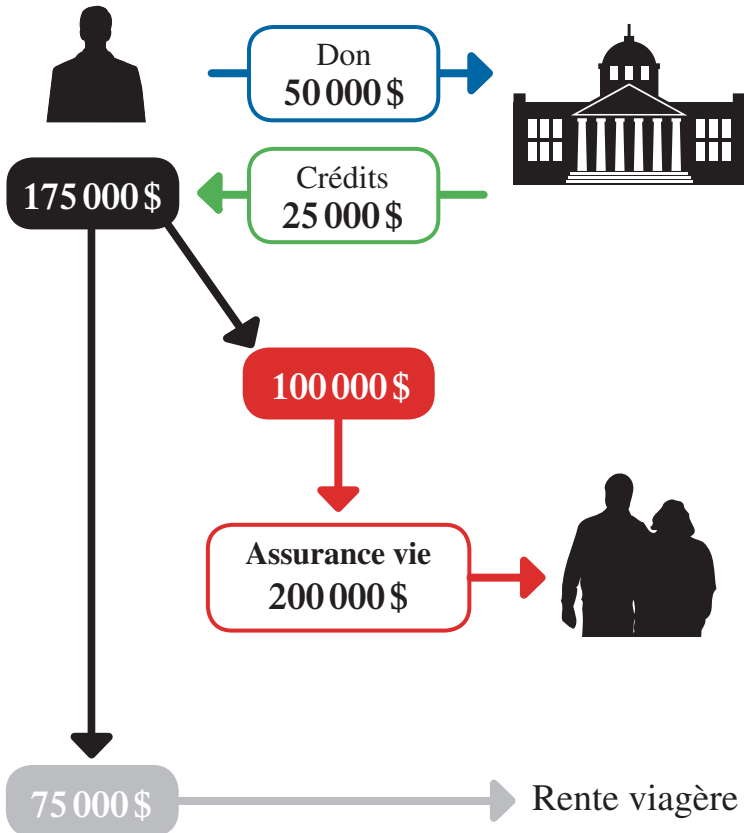 Don
50 000 $
Crédits
25 000 $
175 000 $
100 000 $
Assurance vie
200 000 $
75 000 $
Rente viagère